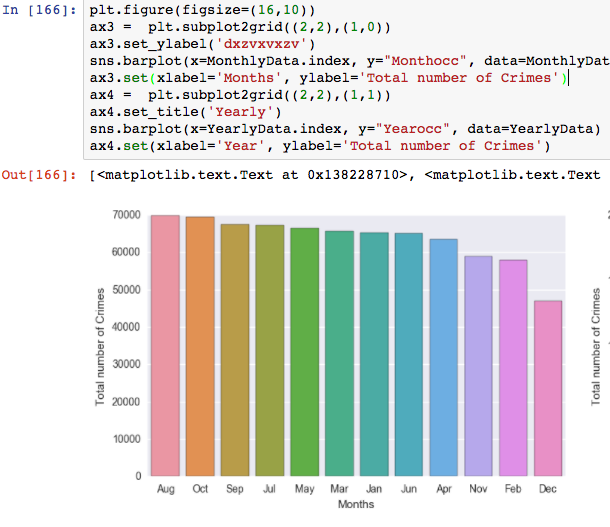 In [166]: plt.figure(figsize=(16,10))
ax3 =  plt.subplot2grid((2,2),(1,0))
ax3.set_ylabel('dxzvxvxzv')
sns.barplot(x=MonthlyData.index, y="Monthocc", data=MonthlyDat
ax3.set(xlabel='Months', ylabel='Total number of Crimes')
ax4 =  plt.subplot2grid((2,2),(1,1))
ax4.set_title('Yearly')
sns.barplot(x=YearlyData.index, y="Yearocc", data=YearlyData)
ax4.set(xlabel='Year', ylabel='Total number of Crimes')
Out[166]: [<matplotlib.text.Text at 0x138228710>, <matplotlib.text.Text
70000
60000
50000
40000
30000
20000
10000
0
Total number of Crimes
Aug Oct Sep Jul May Mar Jan Jun Apr Nov Feb Dec
Months
2
Total number of Crimes